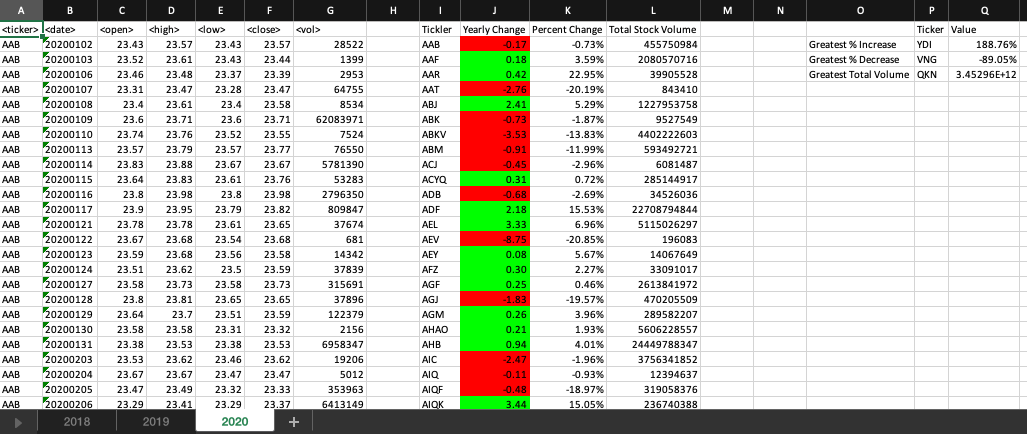 A B C D E F G H I J K L M N O P Q
<ticker> <date> <open> <high> <low> <close> <vol> Tickler Yearly Change Percent Change Total Stock Volume Ticker Value
AAB 20200102 23.43 23.57 23.43 23.57 28522 AAB -0.17 -0.73% 455750984 Greatest % Increase YDI 188.76%
AAB 20200103 23.52 23.61 23.43 23.44 1399 AAF 0.18 3.59% 2080570716 Greatest % Decrease VNG -89.05%
AAB 20200106 23.46 23.48 23.37 23.39 2953 AAR 0.42 22.95% 39905528 Greatest Total Volume QKN 3.45296E+12
AAB 20200107 23.31 23.47 23.28 23.47 64755 AAT -2.76 -20.19% 843410
AAB 20200108 23.4 23.61 23.4 23.58 8534 ABJ 2.41 5.29% 1227953758
AAB 20200109 23.6 23.71 23.6 23.71 62083971 ABK -0.73 -1.87% 9527549
AAB 20200110 23.74 23.76 23.52 23.55 7524 ABKV -3.53 -13.83% 4402222603
AAB 20200113 23.57 23.79 23.57 23.77 76550 ABM -0.91 -11.99% 593492721
AAB 20200114 23.83 23.88 23.67 23.67 5781390 ACJ -0.45 -2.96% 6081487
AAB 20200115 23.64 23.83 23.61 23.76 53283 ACYQ 0.31 0.72% 285144917
AAB 20200116 23.8 23.98 23.8 23.98 2796350 ADB -0.68 -2.69% 34526036
AAB 20200117 23.9 23.95 23.79 23.82 809847 ADF 2.18 15.53% 22708794844
AAB 20200121 23.78 23.78 23.61 23.65 37674 AEL 3.33 6.96% 5115026297
AAB 20200122 23.67 23.68 23.54 23.68 681 AEV -8.75 -20.85% 196083
AAB 20200123 23.59 23.68 23.56 23.58 14342 AEY 0.08 5.67% 14067649
AAB 20200124 23.51 23.62 23.5 23.59 37839 AFZ 0.30 2.27% 33091017
AAB 20200127 23.58 23.73 23.58 23.73 315691 AGF 0.25 0.46% 2613841972
AAB 20200128 23.8 23.81 23.65 23.65 37896 AGJ -1.83 -19.57% 470205509
AAB 20200129 23.64 23.7 23.51 23.59 122379 AGM 0.26 3.96% 289582207
AAB 20200130 23.58 23.58 23.31 23.32 2156 AHAO 0.21 1.93% 5606228557
AAB 20200131 23.38 23.53 23.38 23.53 6958347 AHB 0.94 4.01% 24449788347
AAB 20200203 23.53 23.62 23.46 23.62 19206 AIC -2.47 -1.96% 3756341852
AAB 20200204 23.67 23.67 23.47 23.47 5012 AIQ -0.11 -0.93% 12394637
AAB 20200205 23.47 23.49 23.32 23.33 353963 AIQF -0.48 -18.97% 319058376
AAB 20200206 23.29 23.41 23.29 23.37 6413149 AIQK 3.44 15.05% 236740388
2018 2019 2020 +